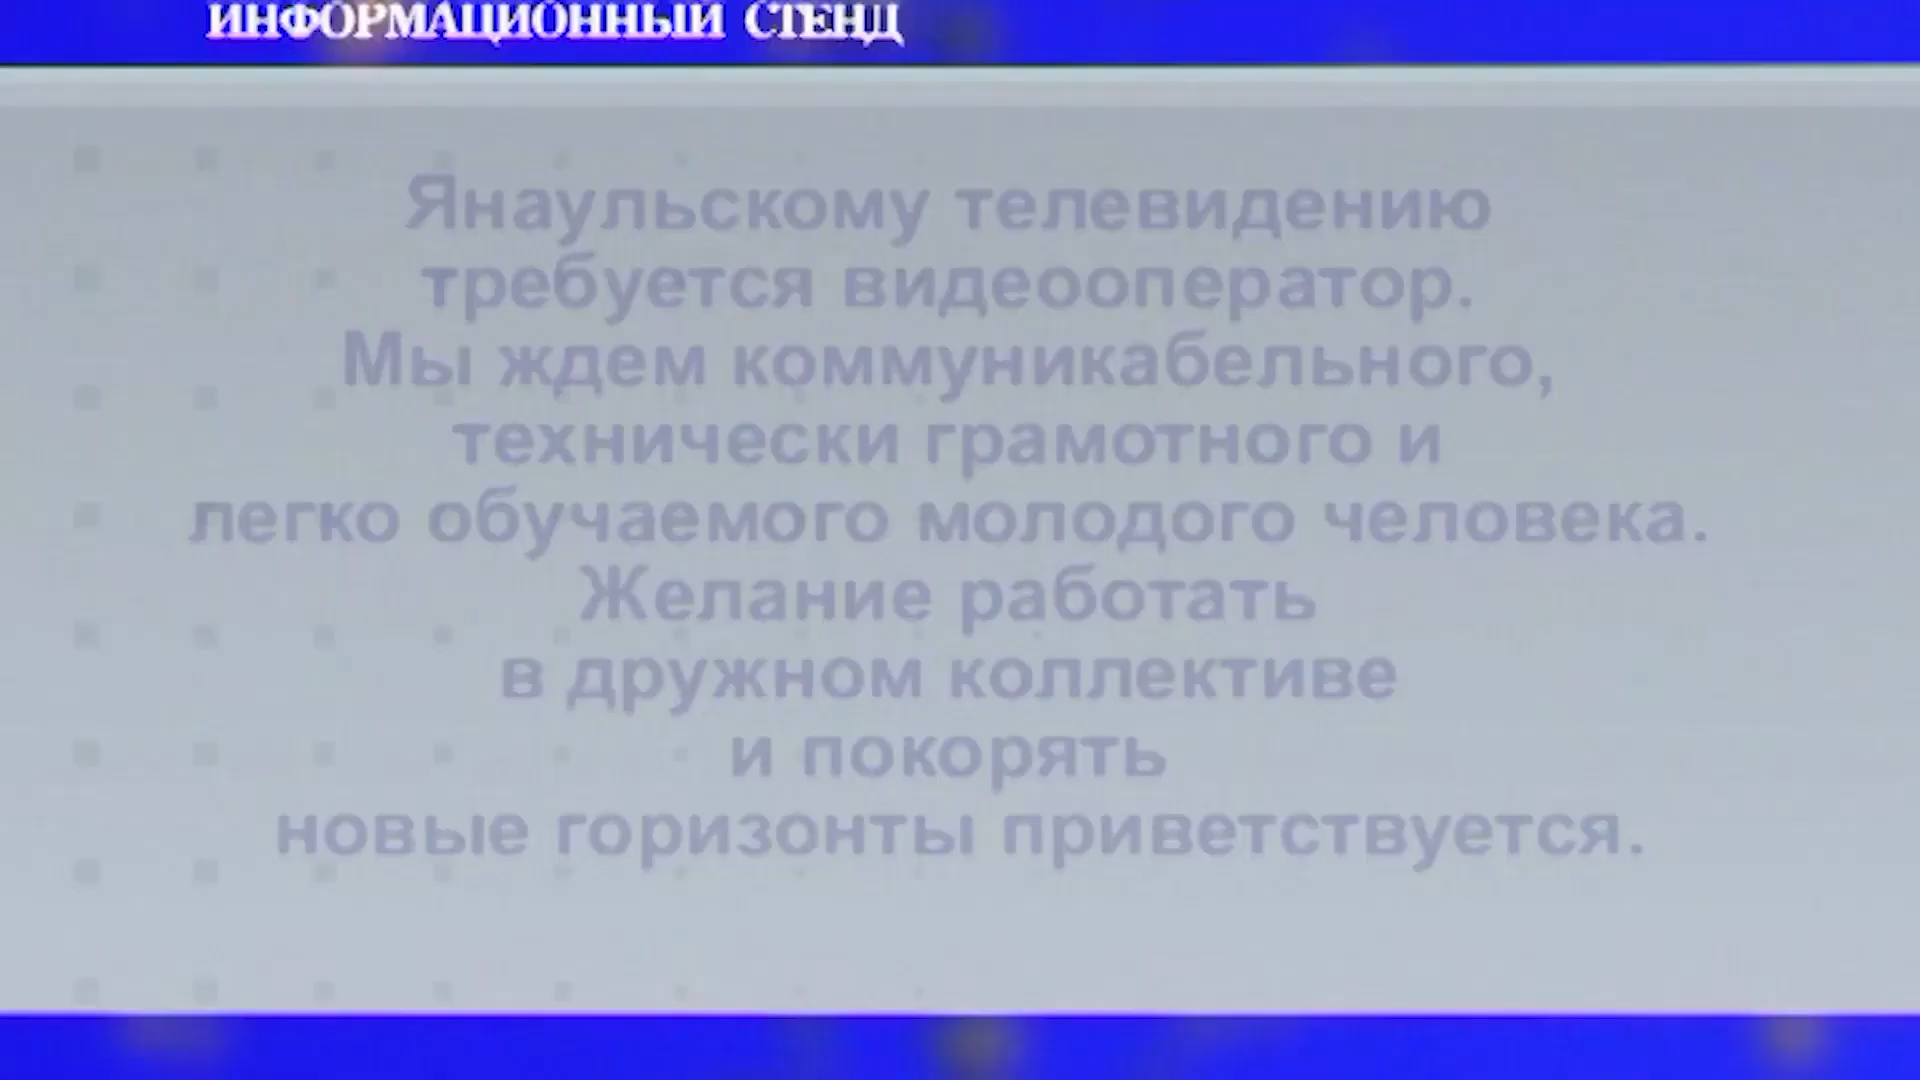 ИНФОРМАЦИОННЫЙ СТЕНД
Янаульскому телевидению
требуется видеооператор.
Мы ждем коммуникабельного,
технически грамотного и
легко обучаемого молодого человека.
Желание работать
в дружном коллективе
и покорять
новые горизонты приветствуется.